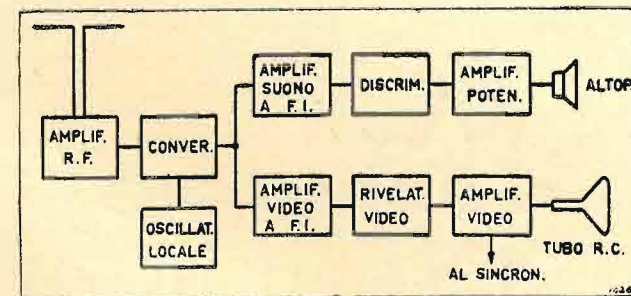 AMPLIF.
R.F.
CONVER.
OSCILLAT.
LOCALE
AMPLIF.
SUONO
A F.I.
DISCRIM.
AMPLIF.
POTEN.
ALTOP.
AMPLIF.
VIDEO
A F.I.
RIVELAT.
VIDEO
AMPLIF.
VIDEO
TUBO R.C.
AL SINCRON.